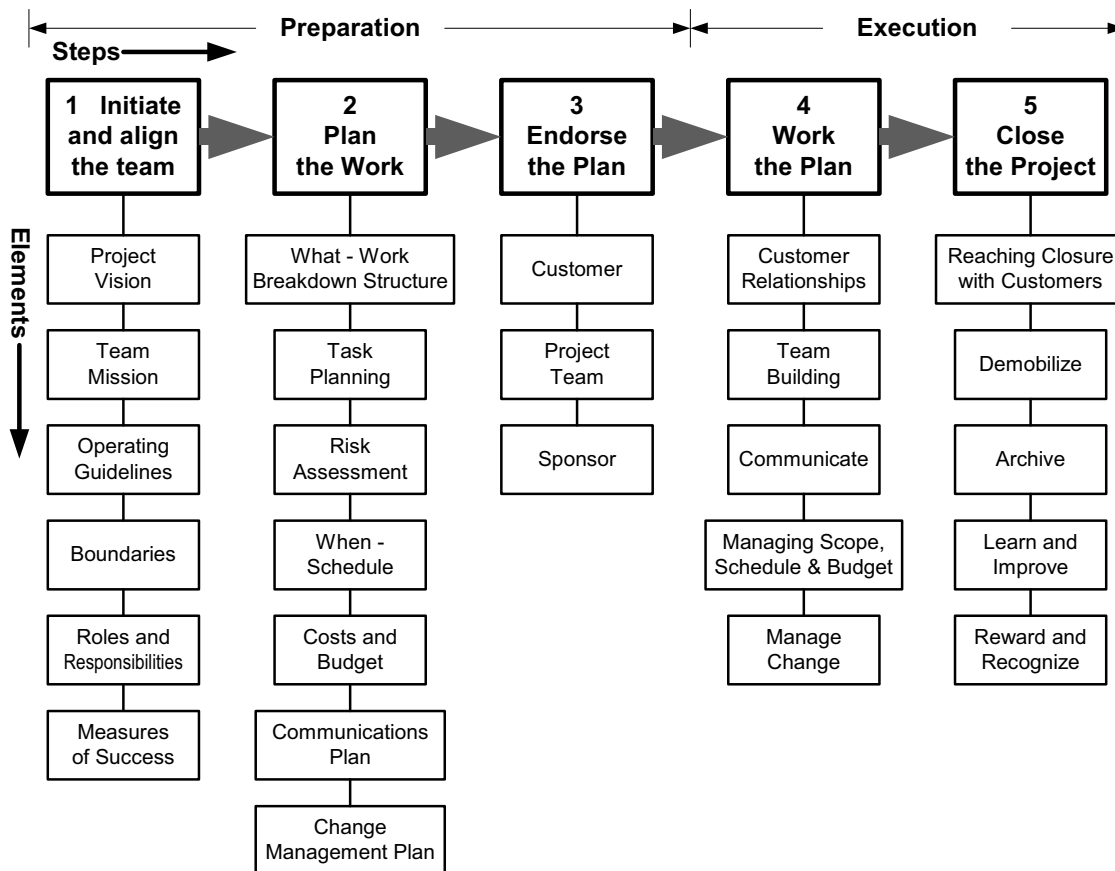 Preparation
Execution
Steps
1 Initiate
and align
the team
2
Plan
the Work
3
Endorse
the Plan
4
Work
the Plan
5
Close
the Project
Elements
Project
Vision
Team
Mission
Operating
Guidelines
Boundaries
Roles and
Responsibilities
Measures
of Success
What - Work
Breakdown Structure
Task
Planning
Risk
Assessment
When -
Schedule
Costs and
Budget
Communications
Plan
Change
Management Plan
Customer
Project
Team
Sponsor
Customer
Relationships
Team
Building
Communicate
Managing Scope,
Schedule & Budget
Manage
Change
Reaching Closure
with Customers
Demobilize
Archive
Learn and
Improve
Reward and
Recognize